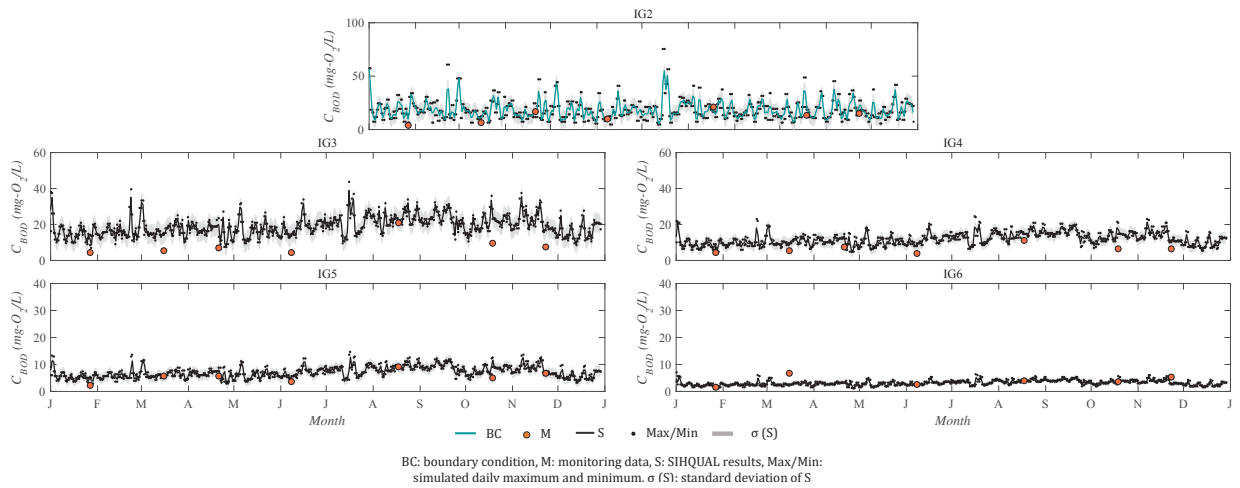 IG2
100
50
0
C_BOD (mg-O_2/L)
IG3
60
40
20
0
C_BOD (mg-O_2/L)
IG4
60
40
20
0
C_BOD (mg-O_2/L)
IG5
40
30
20
10
0
C_BOD (mg-O_2/L)
J F M A M J J A S O N D J
Month
IG6
40
30
20
10
0
C_BOD (mg-O_2/L)
J F M A M J J A S O N D J
Month
BC M S Max/Min σ (S)
BC: boundary condition, M: monitoring data, S: SIHQUAL results, Max/Min:
simulated daily maximum and minimum, σ (S): standard deviation of S